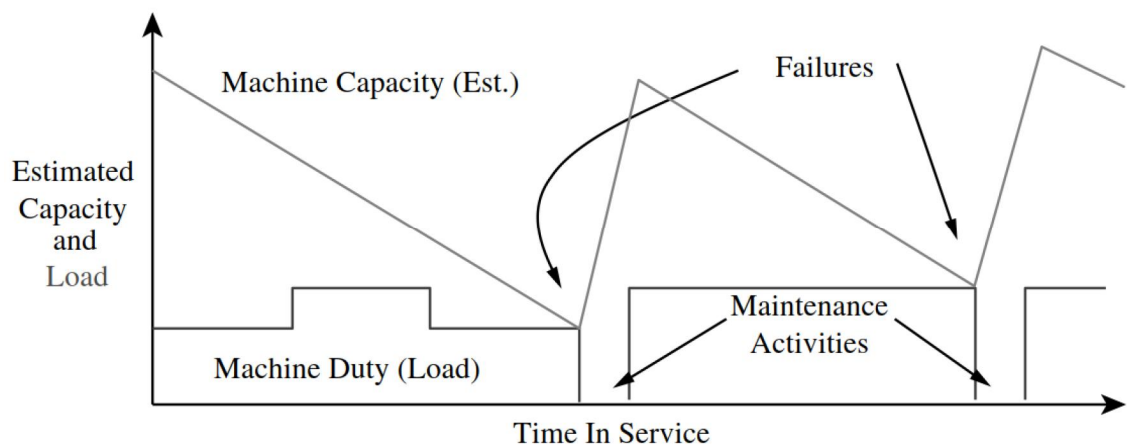 Machine Capacity (Est.)
Failures
Estimated
Capacity
and
Load
Maintenance
Activities
Machine Duty (Load)
Time In Service